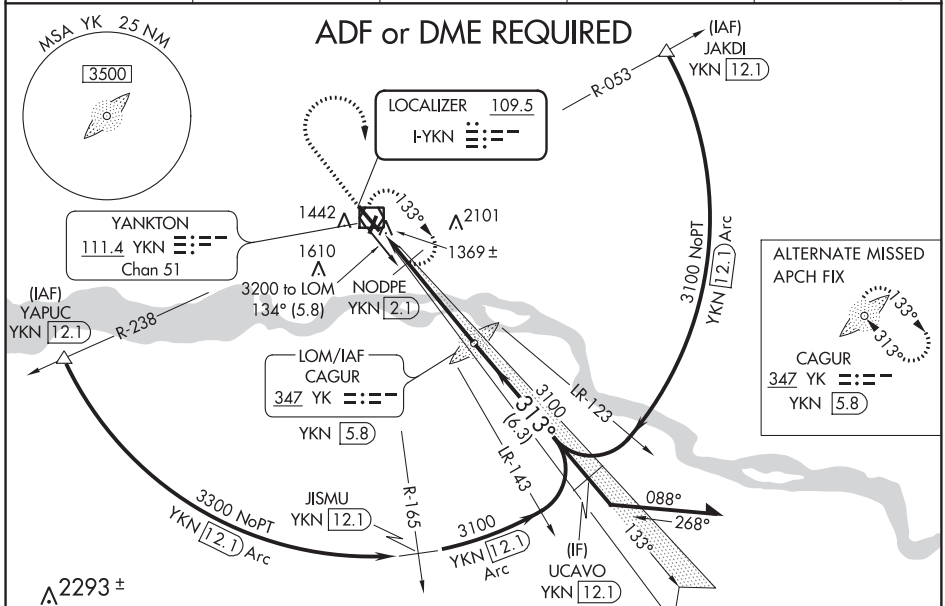 MSA YK 25 NM
3500
ADF or DME REQUIRED
(IAF)
JAKDI
YKN 12.1
R-053
LOCALIZER 109.5
I-YKN
YANKTON
111.4 YKN
Chan 51
1442
133°
2101
1610
1369 ±
3200 to LOM
134° (5.8)
NODPE
YKN 2.1
3100 NoPT
YKN 12.1 Arc
ALTERNATE MISSED
APCH FIX
133°
313°
CAGUR
347 YK
YKN 5.8
(IAF)
YAPUC
YKN 12.1
R-238
LOM/IAF
CAGUR
347 YK
YKN 5.8
3100
313°
(6.3)
LR-123
LR-143
R-165
3300 NoPT
YKN 12.1 Arc
JISMU
YKN 12.1
3100
YKN 12.1
Arc
(IF)
UCAVO
YKN 12.1
088°
268°
133°
2293 ±